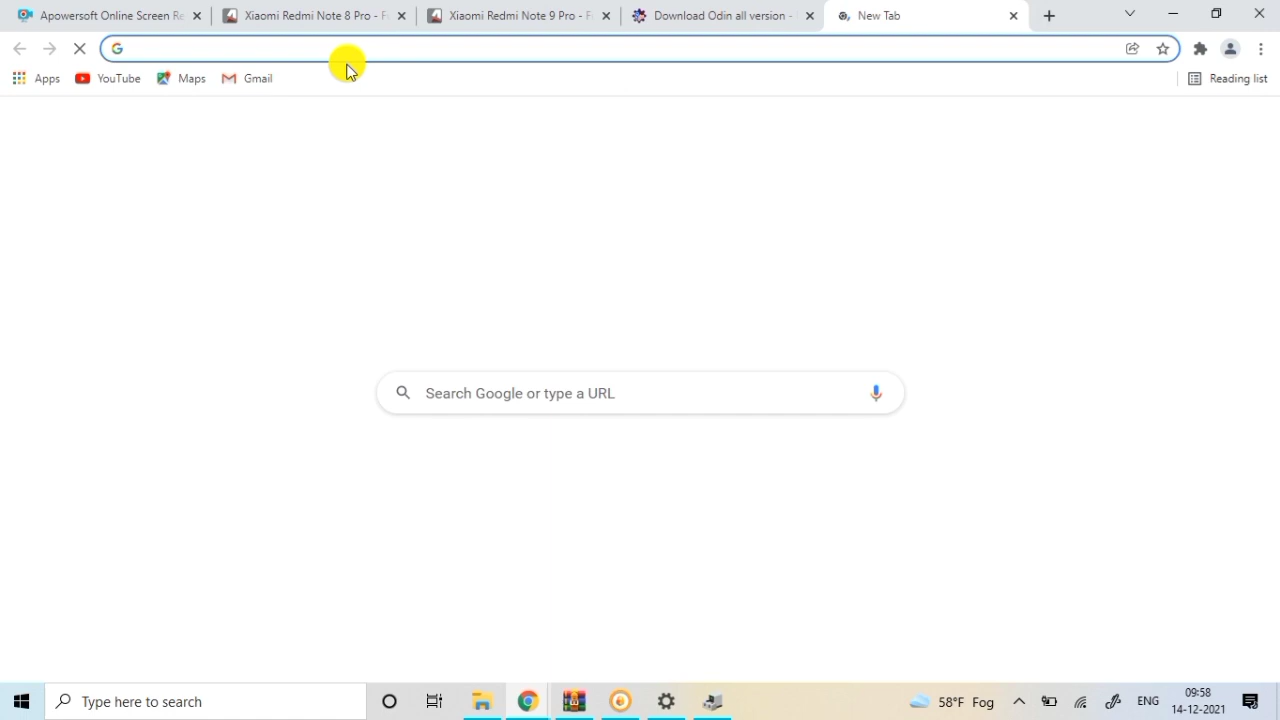 Apowersoft Online Screen Re
Xiaomi Redmi Note 8 Pro - F
Xiaomi Redmi Note 9 Pro - F
Download Odin all version -
New Tab
Apps
YouTube
Maps
Gmail
Reading list
Search Google or type a URL
Type here to search
58°F Fog
ENG
09:58
14-12-2021